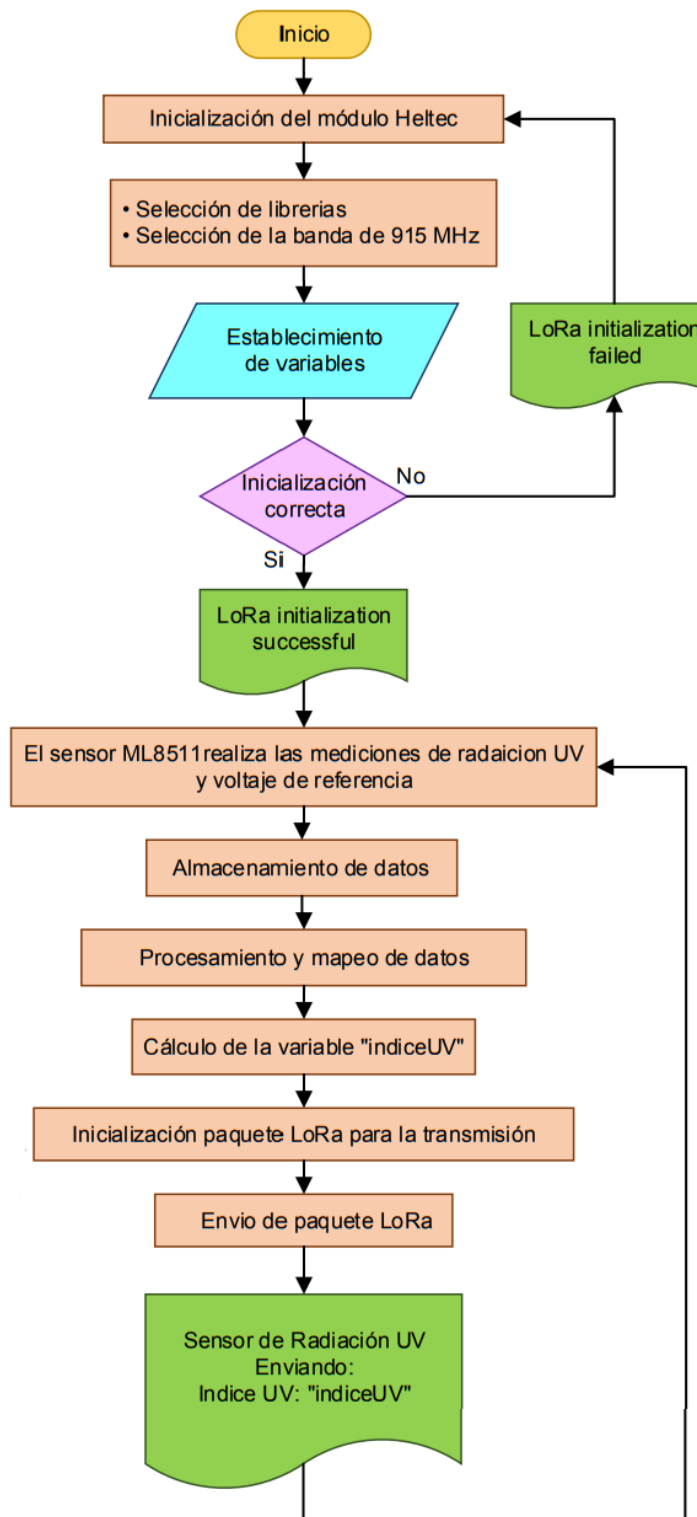 Inicio
Inicialización del módulo Heltec
• Selección de librerias
• Selección de la banda de 915 MHz
Establecimiento
de variables
LoRa initialization
failed
Inicialización
correcta
No
Si
LoRa initialization
successful
El sensor ML8511realiza las mediciones de radaicion UV
y voltaje de referencia
Almacenamiento de datos
Procesamiento y mapeo de datos
Cálculo de la variable "indiceUV"
Inicialización paquete LoRa para la transmisión
Envio de paquete LoRa
Sensor de Radiación UV
Enviando:
Indice UV: "indiceUV"